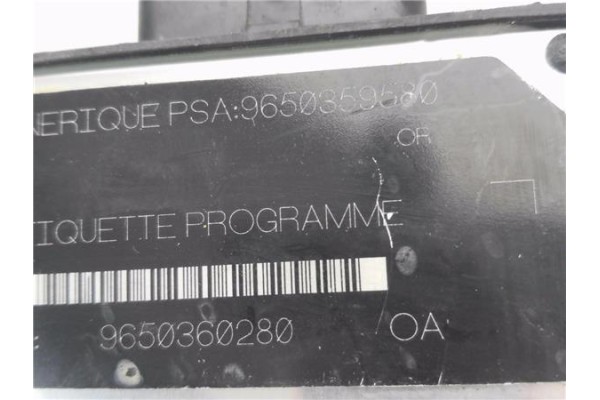 NERIQUE PSA:9650359580
OR
IQUETTE PROGRAMME
9650360280 OA